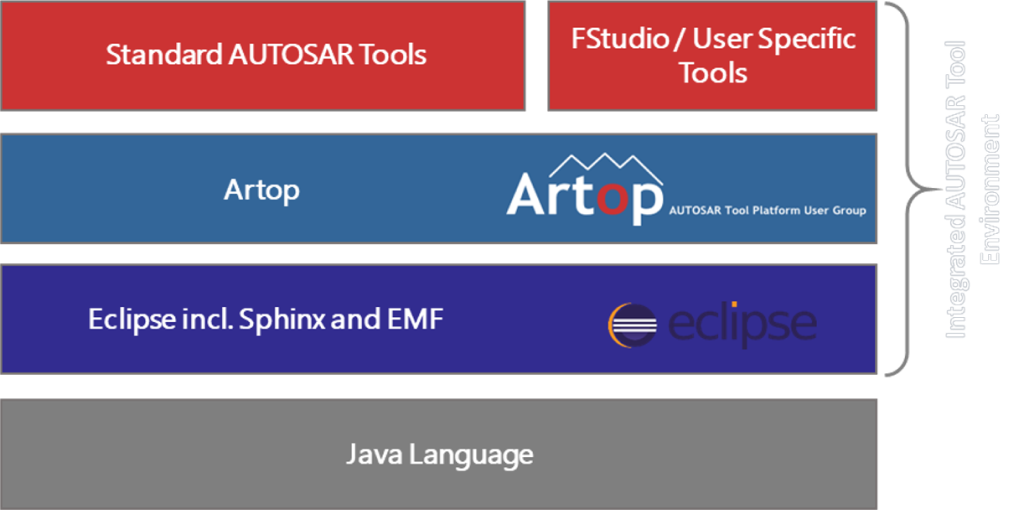 Standard AUTOSAR Tools
FStudio / User Specific
Tools
Artop
Artop
AUTOSAR Tool Platform User Group
Eclipse incl. Sphinx and EMF
eclipse
Java Language
Integrated AUTOSAR Tool
Environment